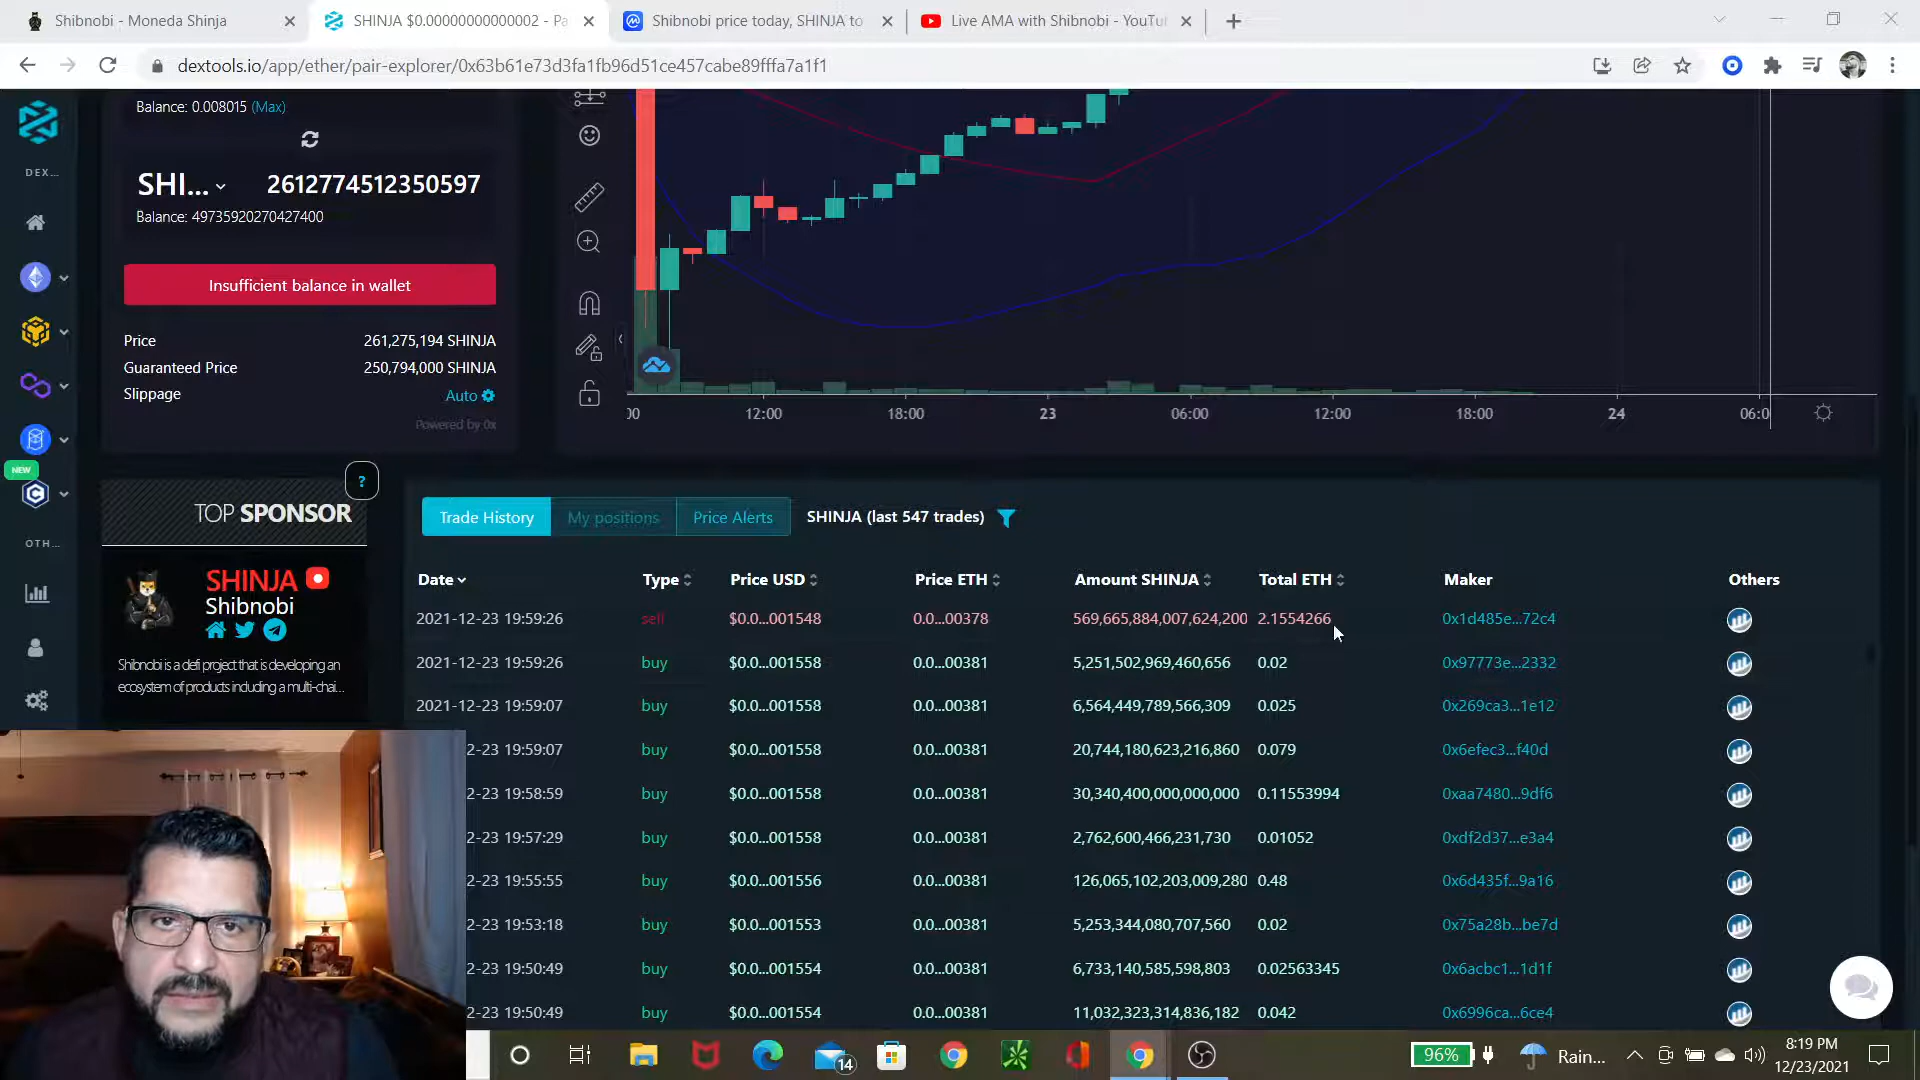 Shibnobi - Moneda Shinja
SHINJA $0.00000000000002 - Pa
Shibnobi price today, SHINJA to
Live AMA with Shibnobi - YouTu
dextools.io/app/ether/pair-explorer/0x63b61e73d3fa1fb96d51ce457cabe89fffa7a1f1
Balance: 0.008015 (Max)
DEX...
SHI... 2612774512350597
Balance: 49735920270427400
Insufficient balance in wallet
Price 261,275,194 SHINJA
Guaranteed Price 250,794,000 SHINJA
Slippage Auto
Powered by 0x
:00 12:00 18:00 23 06:00 12:00 18:00 24 06:0
NEW
?
TOP SPONSOR
OTH...
SHINJA
Shibnobi
Shibnobi is a defi project that is developing an
ecosystem of products including a multi-chai...
Trade History My positions Price Alerts SHINJA (last 547 trades)
Date Type Price USD Price ETH Amount SHINJA Total ETH Maker Others
2021-12-23 19:59:26 sell $0.0...001548 0.0...00378 569,665,884,007,624,200 2.1554266 0x1d485e...72c4
2021-12-23 19:59:26 buy $0.0...001558 0.0...00381 5,251,502,969,460,656 0.02 0x97773e...2332
2021-12-23 19:59:07 buy $0.0...001558 0.0...00381 6,564,449,789,566,309 0.025 0x269ca3...1e12
2021-12-23 19:59:07 buy $0.0...001558 0.0...00381 20,744,180,623,216,860 0.079 0x6efec3...f40d
2-23 19:58:59 buy $0.0...001558 0.0...00381 30,340,400,000,000,000 0.11553994 0xaa7480...9df6
2-23 19:57:29 buy $0.0...001558 0.0...00381 2,762,600,466,231,730 0.01052 0xdf2d37...e3a4
2-23 19:55:55 buy $0.0...001556 0.0...00381 126,065,102,203,009,280 0.48 0x6d435f...9a16
2-23 19:53:18 buy $0.0...001553 0.0...00381 5,253,344,080,707,560 0.02 0x75a28b...be7d
2-23 19:50:49 buy $0.0...001554 0.0...00381 6,733,140,585,598,803 0.02563345 0x6acbc1...1d1f
2-23 19:50:49 buy $0.0...001554 0.0...00381 11,032,323,314,836,182 0.042 0x6996ca...6ce4
14
96%
Rain...
8:19 PM
12/23/2021